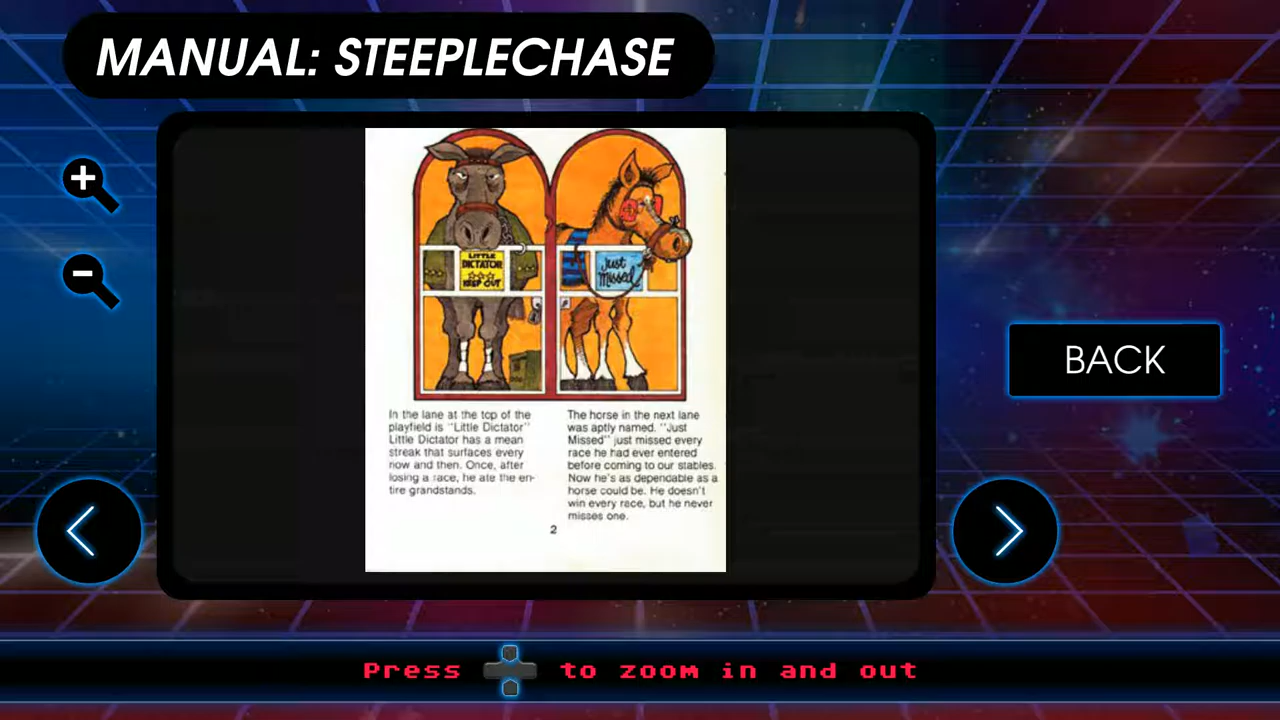 MANUAL: STEEPLECHASE
LITTLE
DICTATOR
KEEP OUT
Just
Missed
In the lane at the top of the
playfield is "Little Dictator"
Little Dictator has a mean
streak that surfaces every
now and then. Once, after
losing a race, he ate the en-
tire grandstands.
The horse in the next lane
was aptly named. "Just
Missed" just missed every
race he had ever entered
before coming to our stables.
Now he's as dependable as a
horse could be. He doesn't
win every race, but he never
misses one.
2
BACK
Press to zoom in and out